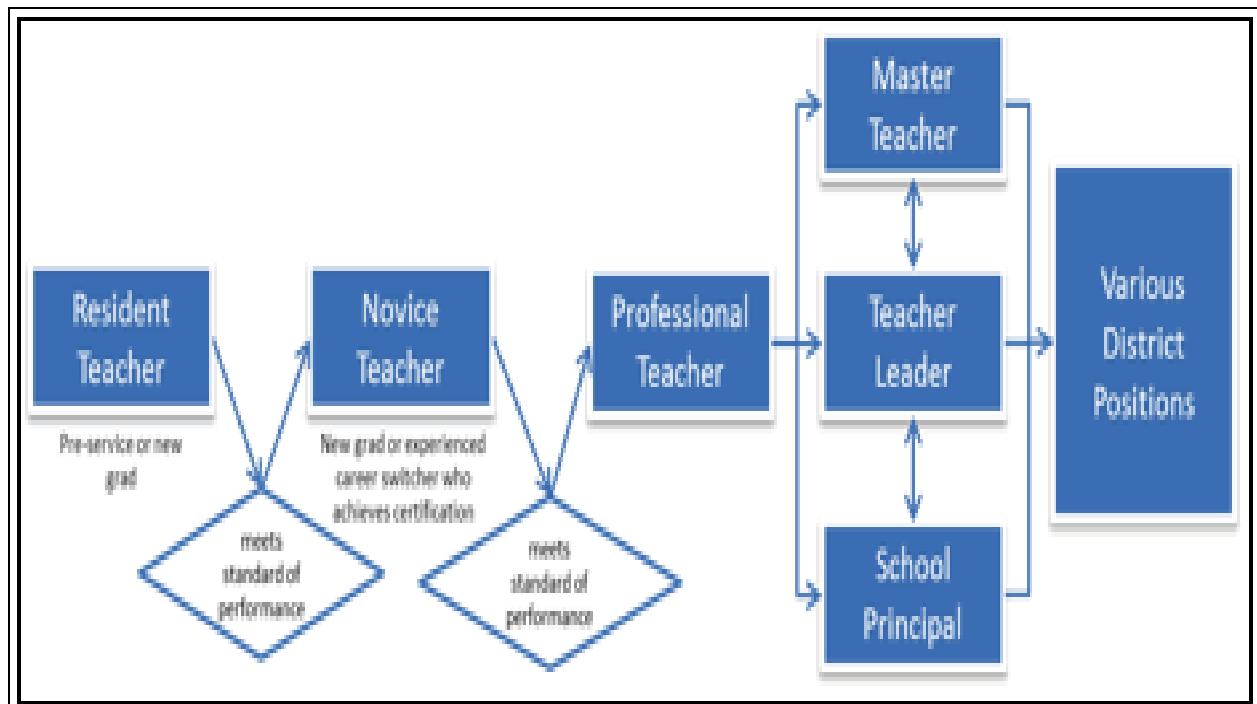 Resident
Teacher
Pre-service or new
grad
meets
standard of
performance
Novice
Teacher
New grad or experienced
career switcher who
achieves certification
meets
standard of
performance
Professional
Teacher
Master
Teacher
Teacher
Leader
School
Principal
Various
District
Positions